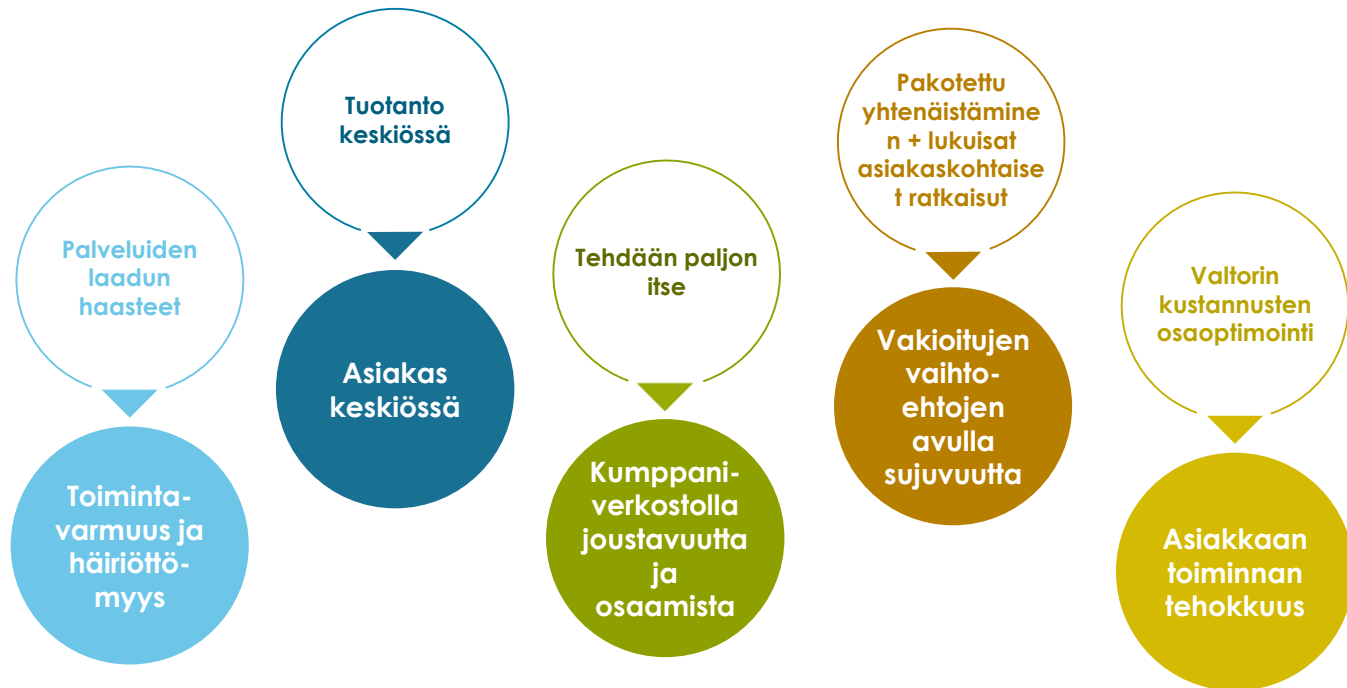 Palveluiden
laadun
haasteet
Toiminta-
varmuus ja
häiriöttö-
myys
Tuotanto
keskiössä
Asiakas
keskiössä
Tehdään paljon
itse
Kumppani-
verkostolla
joustavuutta
ja
osaamista
Pakotettu
yhtenäistämine
n + lukuisat
asiakaskohtaise
t ratkaisut
Vakioitujen
vaihto-
ehtojen
avulla
sujuvuutta
Valtorin
kustannusten
osaoptimointi
Asiakkaan
toiminnan
tehokkuus